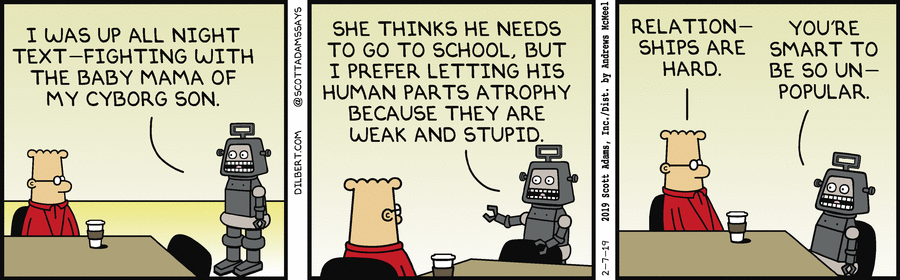 I WAS UP ALL NIGHT
TEXT-FIGHTING WITH
THE BABY MAMA OF
MY CYBORG SON.
DILBERT.COM @SCOTTADAMSSAYS
SHE THINKS HE NEEDS
TO GO TO SCHOOL, BUT
I PREFER LETTING HIS
HUMAN PARTS ATROPHY
BECAUSE THEY ARE
WEAK AND STUPID.
2-7-19 2019 Scott Adams, Inc./Dist. by Andrews McMeel
RELATION-
SHIPS ARE
HARD.
YOU'RE
SMART TO
BE SO UN-
POPULAR.